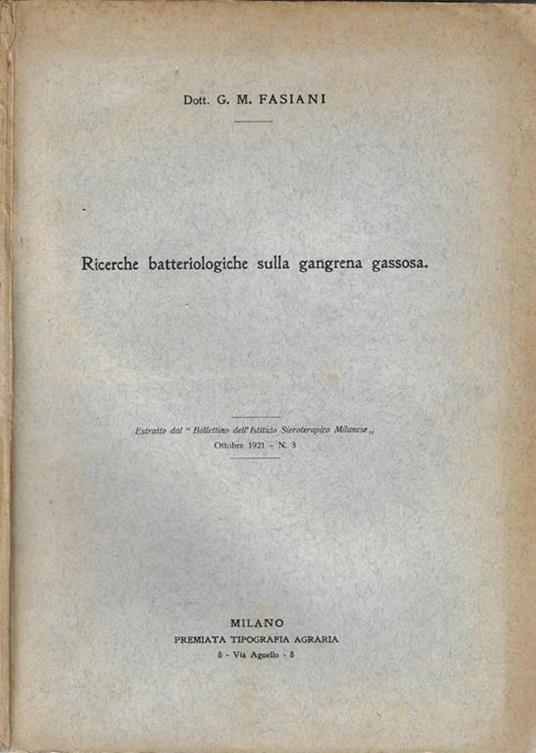 Dott. G. M. FASIANI
Ricerche batteriologiche sulla gangrena gassosa.
Estratto dal " Bollettino dell'Istituto Sieroterapico Milanese „
Ottobre 1921 - N. 3
MILANO
PREMIATA TIPOGRAFIA AGRARIA
8 - Via Agnello - 8